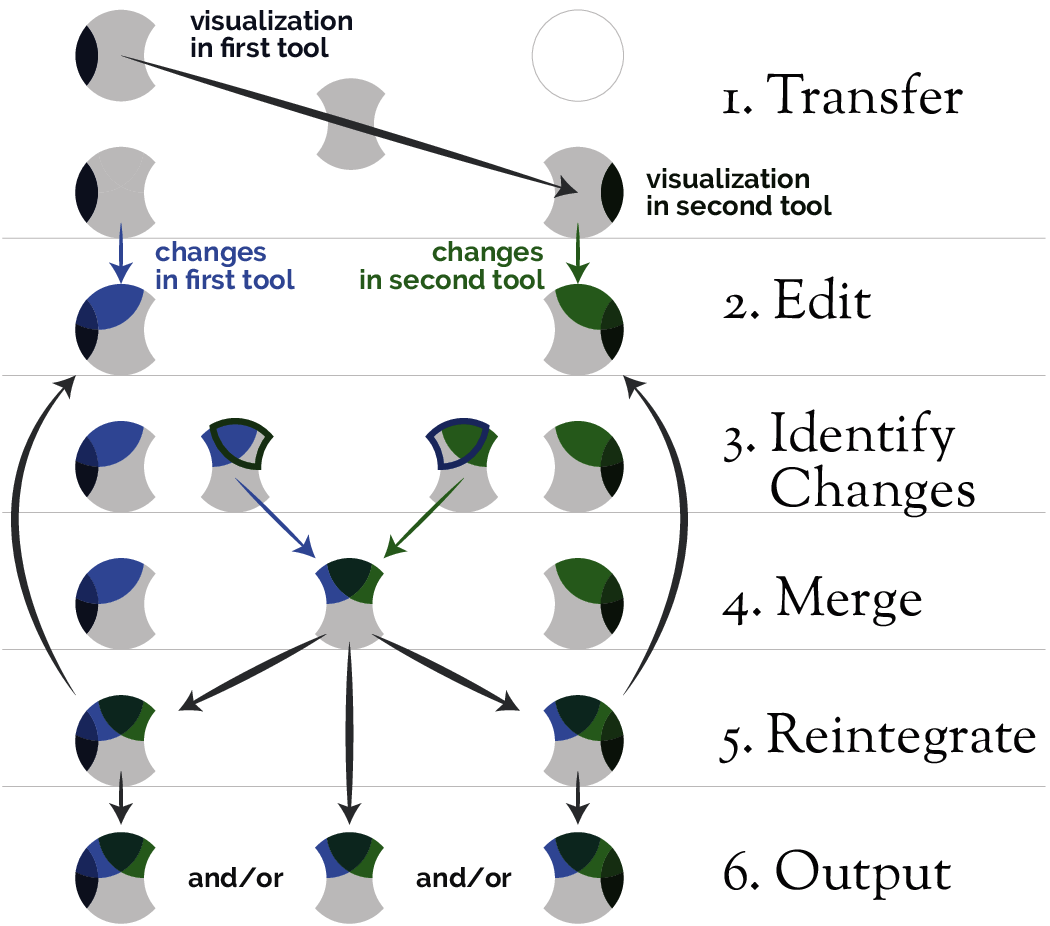 visualization
in first tool
1. Transfer
visualization
in second tool
changes
in first tool
changes
in second tool
2. Edit
3. Identify
Changes
4. Merge
5. Reintegrate
and/or
and/or
6. Output